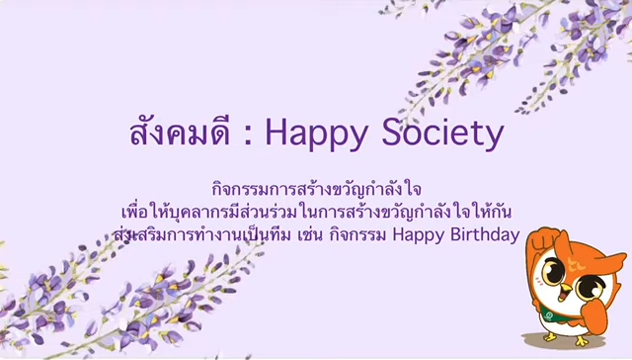 สังคมดี : Happy Society
กิจกรรมการสร้างขวัญกำลังใจ
เพื่อให้บุคลากรมีส่วนร่วมในการสร้างขวัญกำลังใจให้กัน
ส่งเสริมการทำงานเป็นทีม เช่น กิจกรรม Happy Birthday